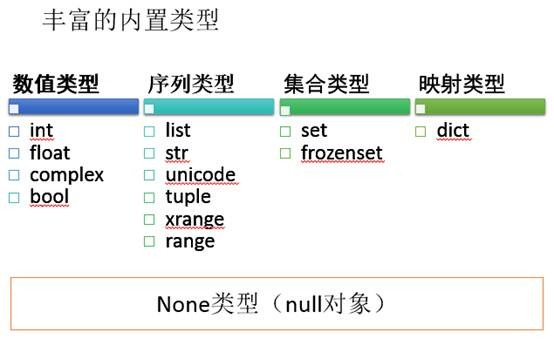 丰富的内置类型
数值类型
int
float
complex
bool
序列类型
list
str
unicode
tuple
xrange
range
集合类型
set
frozenset
映射类型
dict
None类型（null对象）